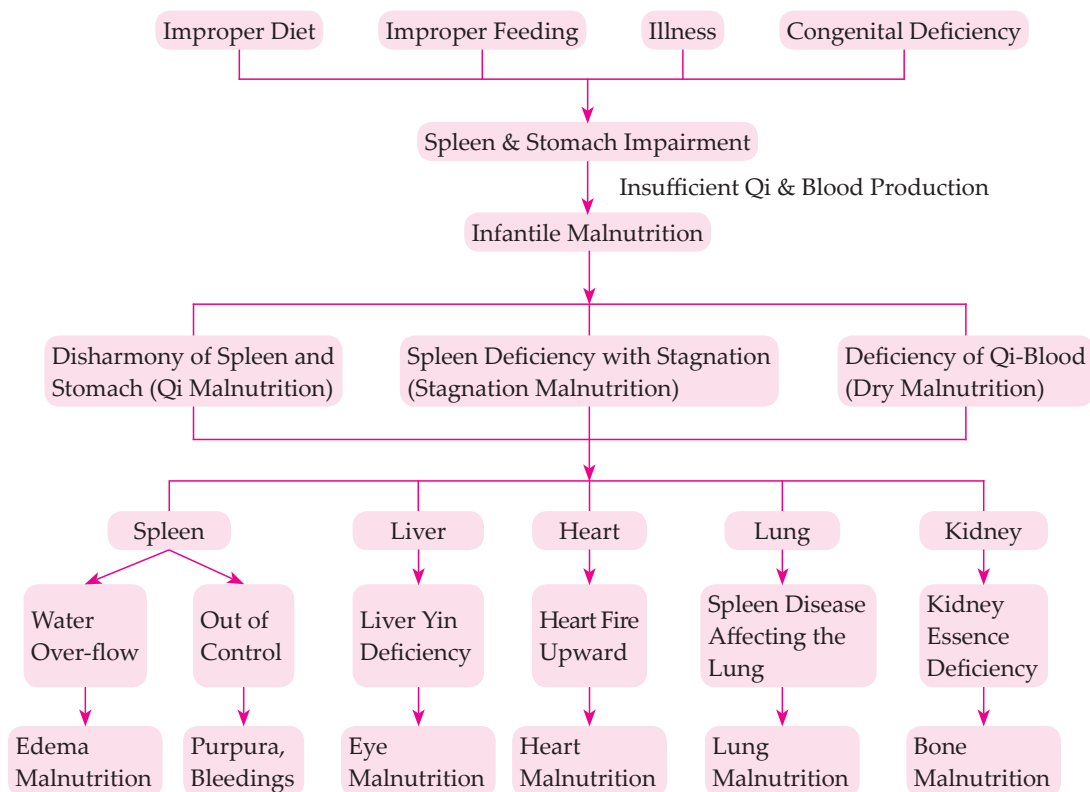 Improper Diet
Improper Feeding
Illness
Congenital Deficiency
Spleen & Stomach Impairment
Insufficient Qi & Blood Production
Infantile Malnutrition
Disharmony of Spleen and
Stomach (Qi Malnutrition)
Spleen Deficiency with Stagnation
(Stagnation Malnutrition)
Deficiency of Qi-Blood
(Dry Malnutrition)
Spleen
Liver
Heart
Lung
Kidney
Water
Over-flow
Out of
Control
Liver Yin
Deficiency
Heart Fire
Upward
Spleen Disease
Affecting the
Lung
Kidney
Essence
Deficiency
Edema
Malnutrition
Purpura,
Bleedings
Eye
Malnutrition
Heart
Malnutrition
Lung
Malnutrition
Bone
Malnutrition